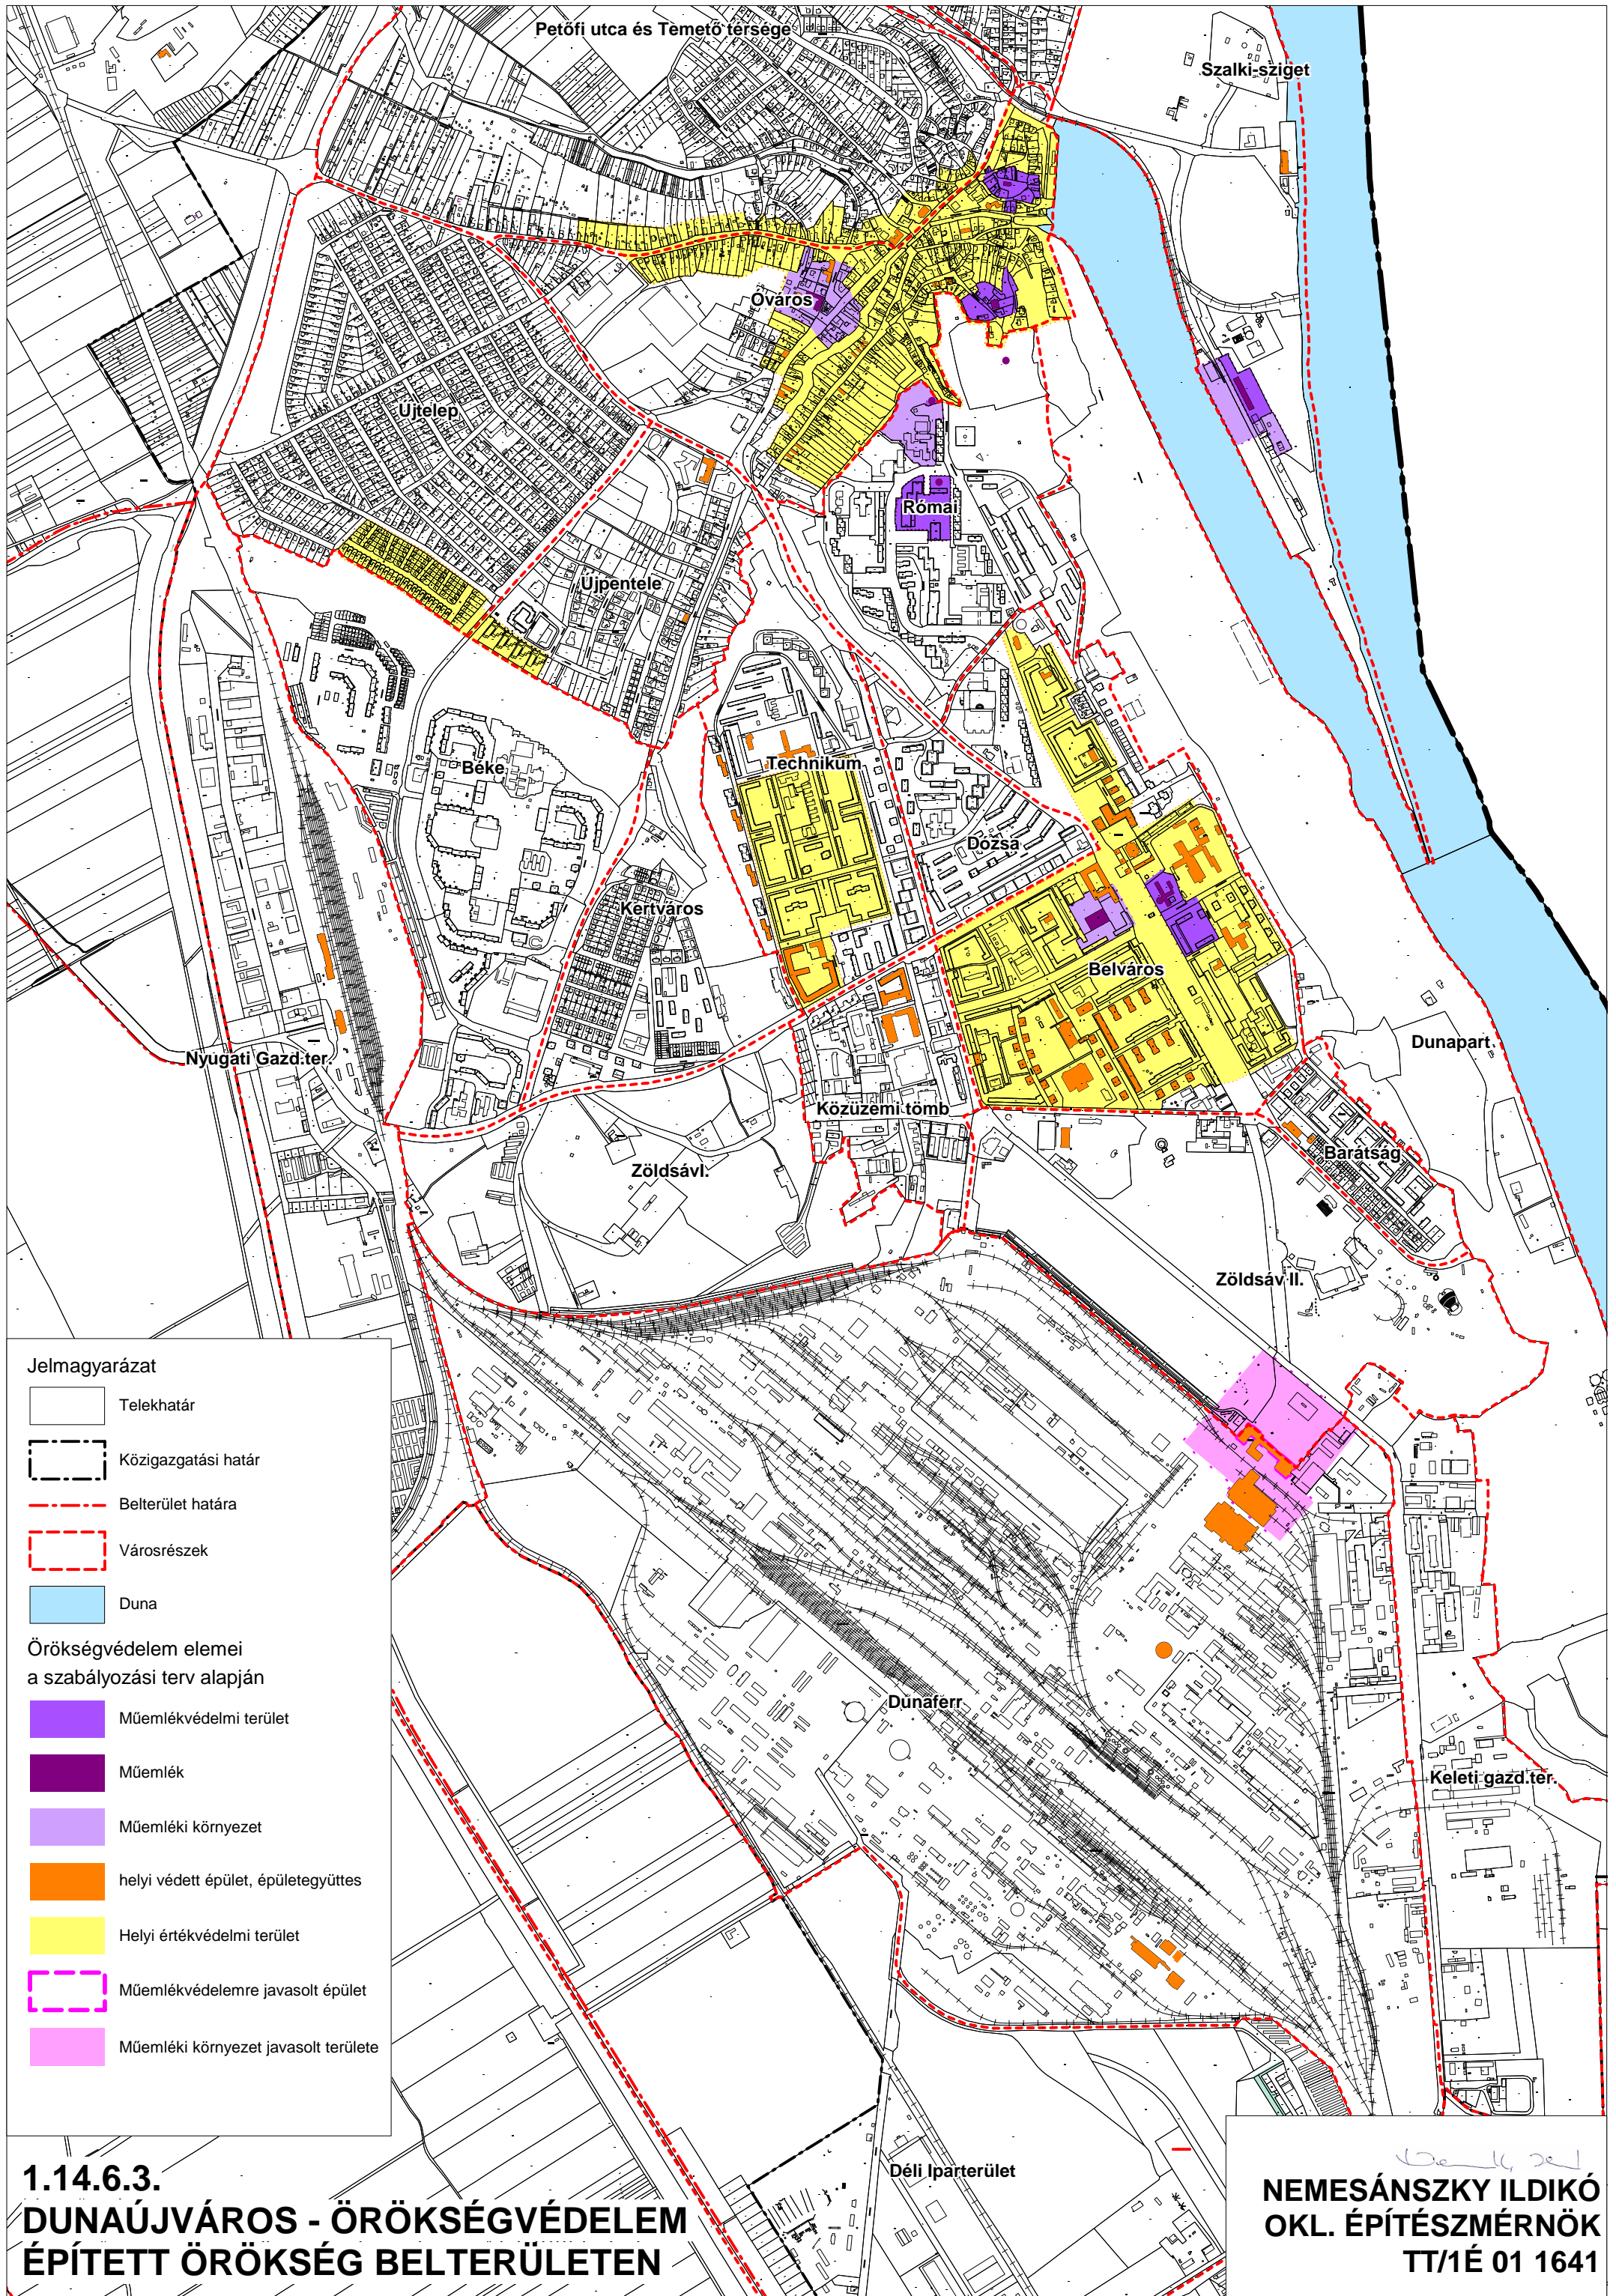 Petőfi utca és Temető térsége
Szalki-sziget
Óváros
Újtelep
Római
Újpentele
Technikum
Béke
Dózsa
Kertváros
Belváros
Dunapart
Nyugati Gazd.ter.
Közüzemi tömb
Barátság
ZöldsávI.
Zöldsáv II.
Dunaferr
Keleti gazd.ter.
Déli Iparterület
Jelmagyarázat
Telekhatár
Közigazgatási határ
Belterület határa
Városrészek
Duna
Örökségvédelem elemei
a szabályozási terv alapján
Műemlékvédelmi terület
Műemlék
Műemléki környezet
helyi védett épület, épületegyüttes
Helyi értékvédelmi terület
Műemlékvédelemre javasolt épület
Műemléki környezet javasolt területe
1.14.6.3.
DUNAÚJVÁROS - ÖRÖKSÉGVÉDELEM
ÉPÍTETT ÖRÖKSÉG BELTERÜLETEN
NEMESÁNSZKY ILDIKÓ
OKL. ÉPÍTÉSZMÉRNÖK
TT/1É 01 1641